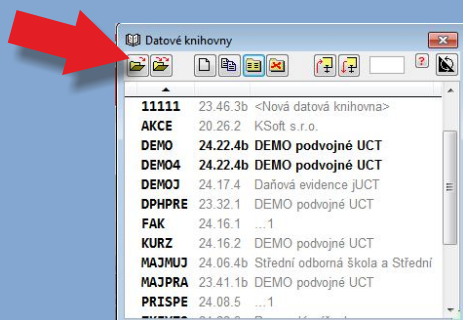 Datové knihovny
?
11111 23.46.3b <Nová datová knihovna>
AKCE 20.26.2 KSoft s.r.o.
DEMO 24.22.4b DEMO podvojné UCT
DEMO4 24.22.4b DEMO podvojné UCT
DEMOJ 24.17.4 Daňová evidence jUCT
DPHPRE 23.32.1 DEMO podvojné UCT
FAK 24.16.1 ...1
KURZ 24.16.2 DEMO podvojné UCT
MAJMUJ 24.06.4b Střední odborná škola a Střední
MAJPRA 23.41.1b DEMO podvojné UCT
PRISPE 24.08.5 ...1